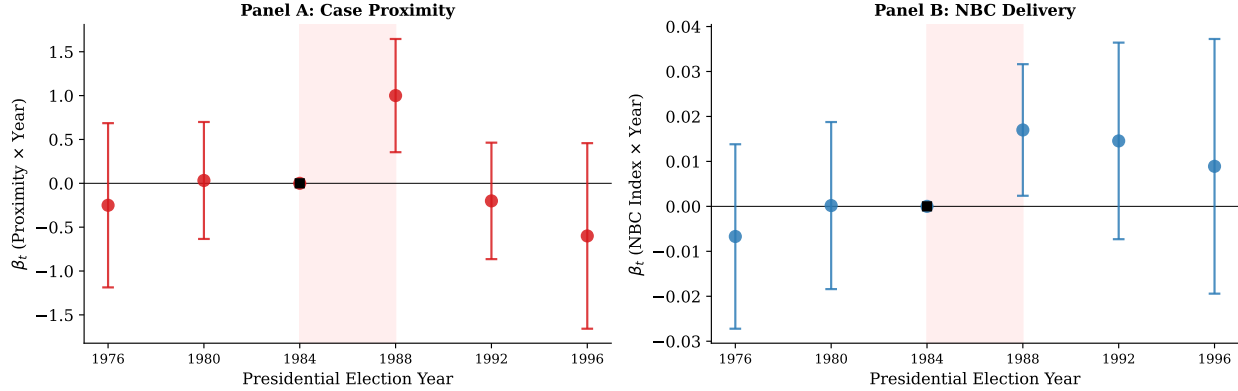 Panel A: Case Proximity
β_t (Proximity × Year)
1.5
1.0
0.5
0.0
−0.5
−1.0
−1.5
1976 1980 1984 1988 1992 1996
Presidential Election Year
Panel B: NBC Delivery
β_t (NBC Index × Year)
0.04
0.03
0.02
0.01
0.00
−0.01
−0.02
−0.03
1976 1980 1984 1988 1992 1996
Presidential Election Year